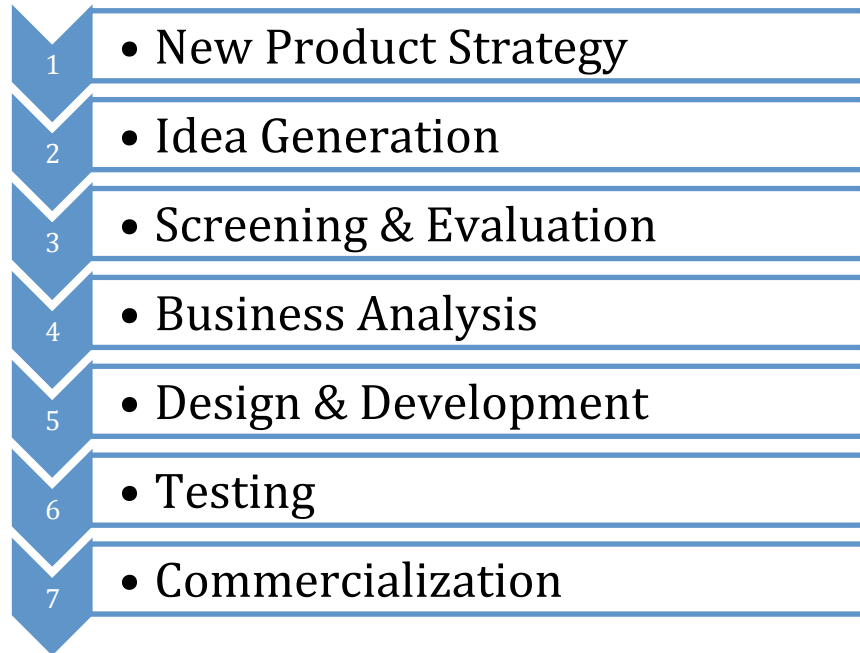 1 • New Product Strategy
2 • Idea Generation
3 • Screening & Evaluation
4 • Business Analysis
5 • Design & Development
6 • Testing
7 • Commercialization